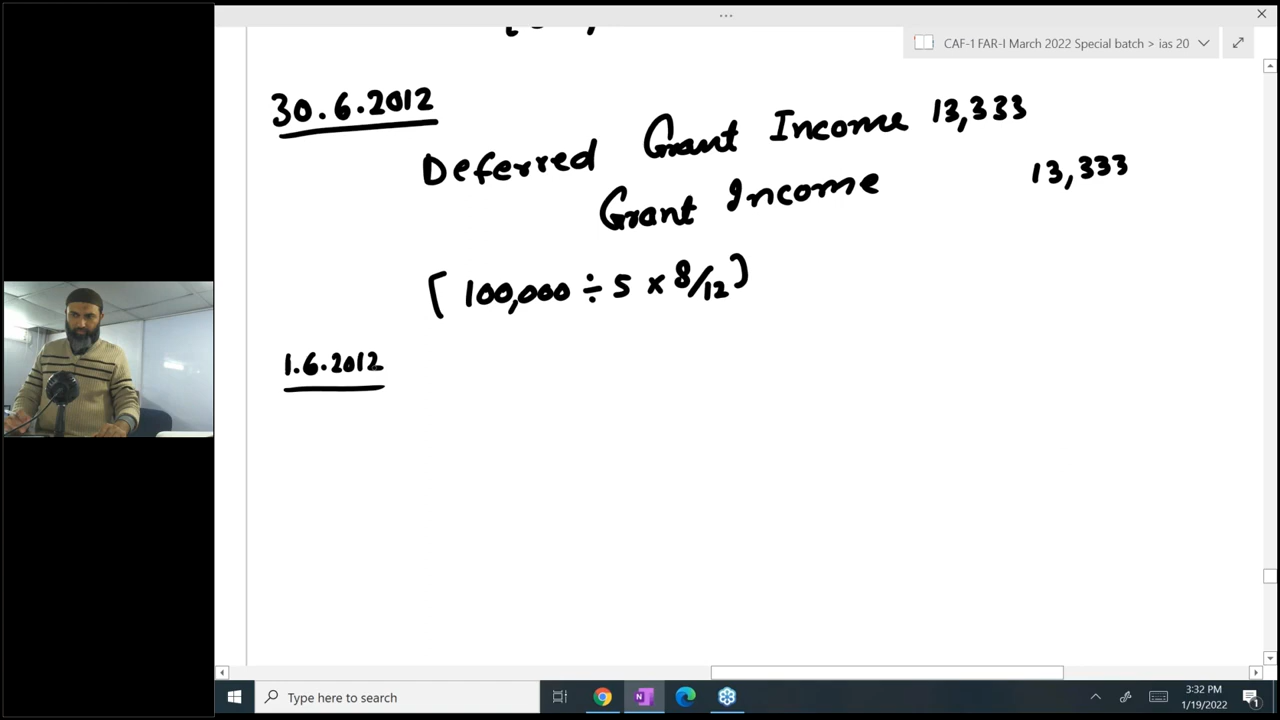 CAF-1 FAR-I March 2022 Special batch > ias 20
30.6.2012
Deferred Grant Income 13,333
Grant Income 13,333
( 100,000 ÷ 5 × 8/12 )
1.6.2012
Type here to search
3:32 PM
1/19/2022